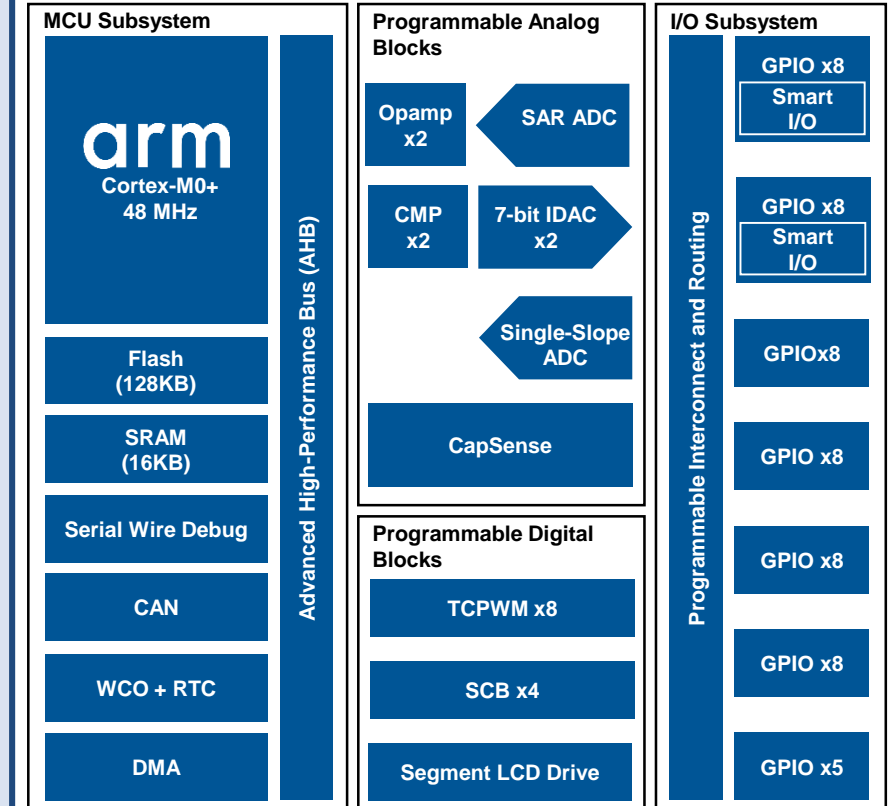 MCU Subsystem
arm
Cortex-M0+
48 MHz
Flash
(128KB)
SRAM
(16KB)
Serial Wire Debug
CAN
WCO + RTC
DMA
Advanced High-Performance Bus (AHB)
Programmable Analog
Blocks
Opamp
x2
SAR ADC
CMP
x2
7-bit IDAC
x2
Single-Slope
ADC
CapSense
Programmable Digital
Blocks
TCPWM x8
SCB x4
Segment LCD Drive
I/O Subsystem
Programmable Interconnect and Routing
GPIO x8
Smart
I/O
GPIO x8
Smart
I/O
GPIOx8
GPIO x8
GPIO x8
GPIO x8
GPIO x5